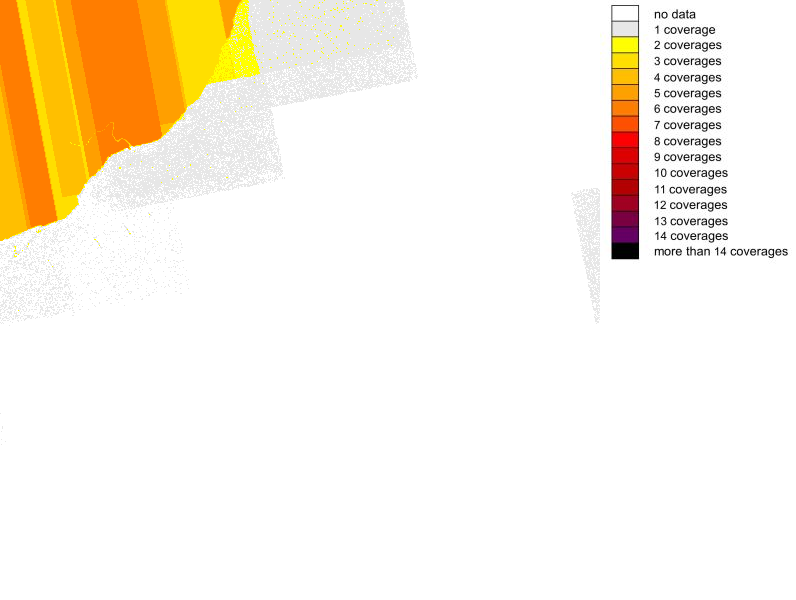 no data
1 coverage
2 coverages
3 coverages
4 coverages
5 coverages
6 coverages
7 coverages
8 coverages
9 coverages
10 coverages
11 coverages
12 coverages
13 coverages
14 coverages
more than 14 coverages